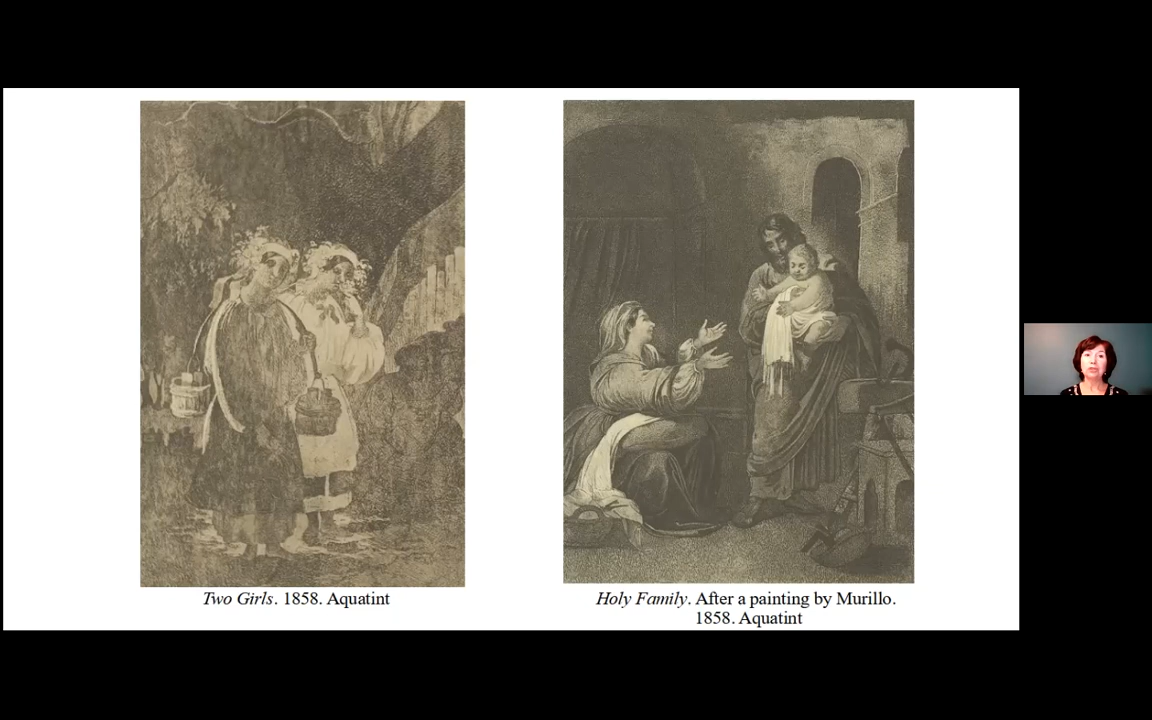 Two Girls. 1858. Aquatint
Holy Family. After a painting by Murillo.
1858. Aquatint